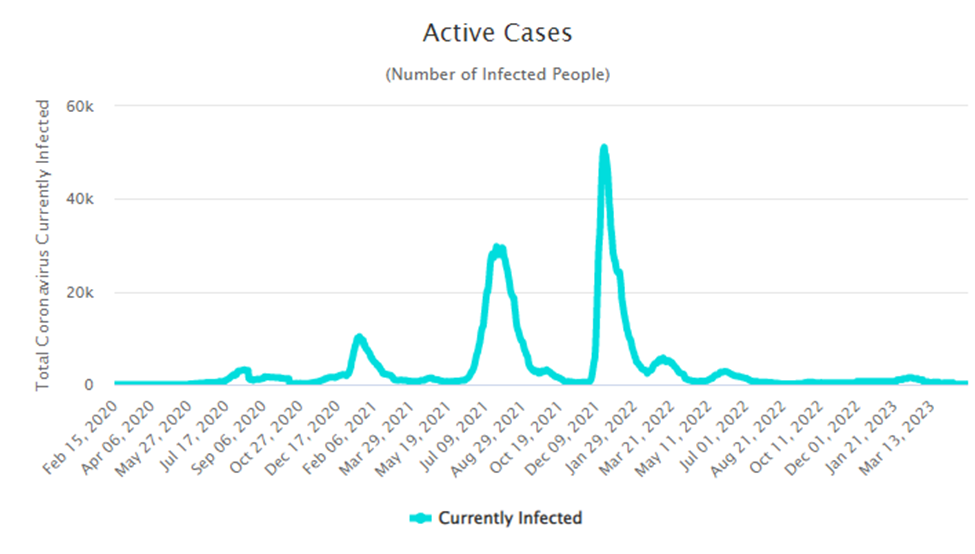 Active Cases
(Number of Infected People)
Total Coronavirus Currently Infected
60k
40k
20k
0
Feb 15, 2020
Apr 06, 2020
May 27, 2020
Jul 17, 2020
Sep 06, 2020
Oct 27, 2020
Dec 17, 2020
Feb 06, 2021
Mar 29, 2021
May 19, 2021
Jul 09, 2021
Aug 29, 2021
Oct 19, 2021
Dec 09, 2021
Jan 29, 2022
Mar 21, 2022
May 11, 2022
Jul 01, 2022
Aug 21, 2022
Oct 11, 2022
Dec 01, 2022
Jan 21, 2023
Mar 13, 2023
Currently Infected